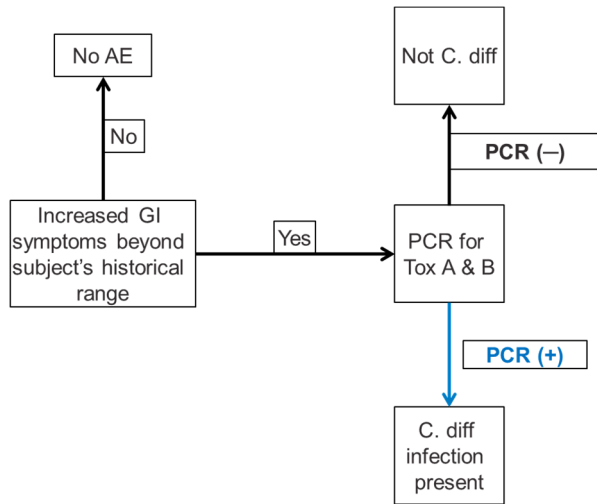 No AE
Not C. diff
No
PCR (—)
Increased GI
symptoms beyond
subject's historical
range
Yes
PCR for
Tox A & B
PCR (+)
C. diff
infection
present